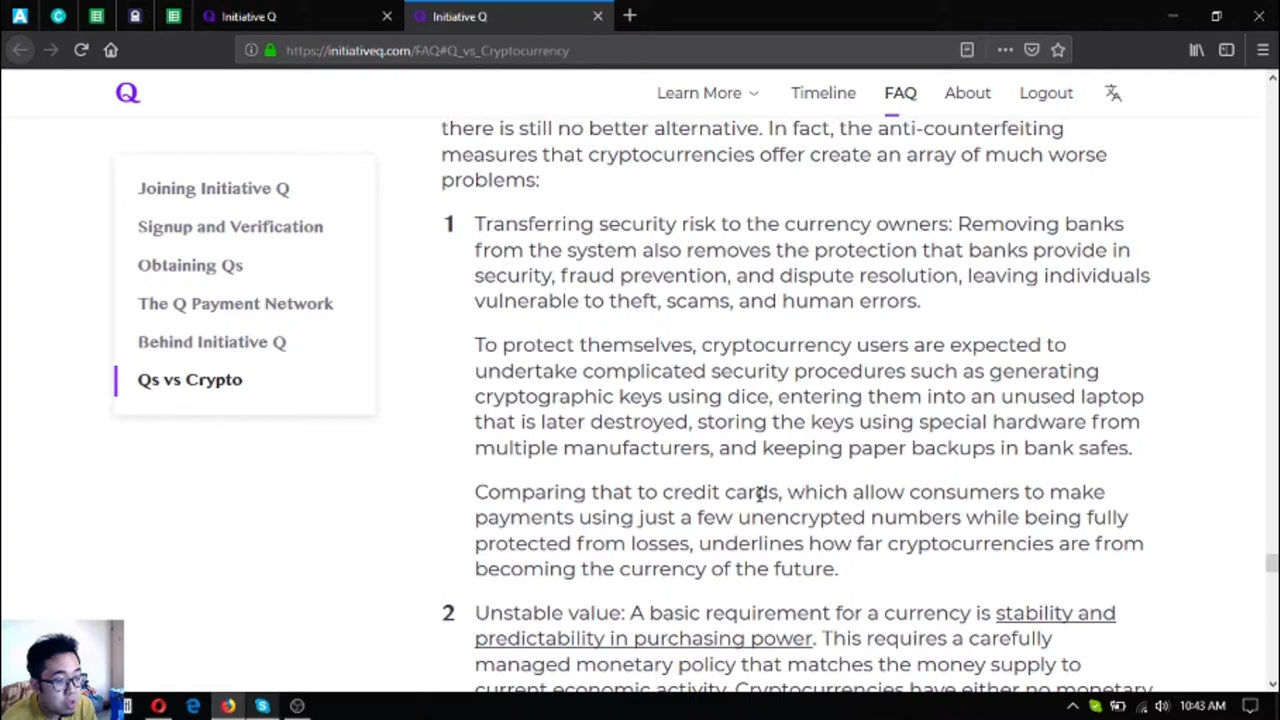 Initiative Q
Initiative Q
https://initiativeq.com/FAQ#Q_vs_Cryptocurrency
Q
Learn More
Timeline
FAQ
About
Logout
Joining Initiative Q
Signup and Verification
Obtaining Qs
The Q Payment Network
Behind Initiative Q
Qs vs Crypto
there is still no better alternative. In fact, the anti-counterfeiting
measures that cryptocurrencies offer create an array of much worse
problems:
1 Transferring security risk to the currency owners: Removing banks
from the system also removes the protection that banks provide in
security, fraud prevention, and dispute resolution, leaving individuals
vulnerable to theft, scams, and human errors.
To protect themselves, cryptocurrency users are expected to
undertake complicated security procedures such as generating
cryptographic keys using dice, entering them into an unused laptop
that is later destroyed, storing the keys using special hardware from
multiple manufacturers, and keeping paper backups in bank safes.
Comparing that to credit cards, which allow consumers to make
payments using just a few unencrypted numbers while being fully
protected from losses, underlines how far cryptocurrencies are from
becoming the currency of the future.
2 Unstable value: A basic requirement for a currency is stability and
predictability in purchasing power. This requires a carefully
managed monetary policy that matches the money supply to
current economic activity. Cryptocurrencies have either no monetary
10:43 AM